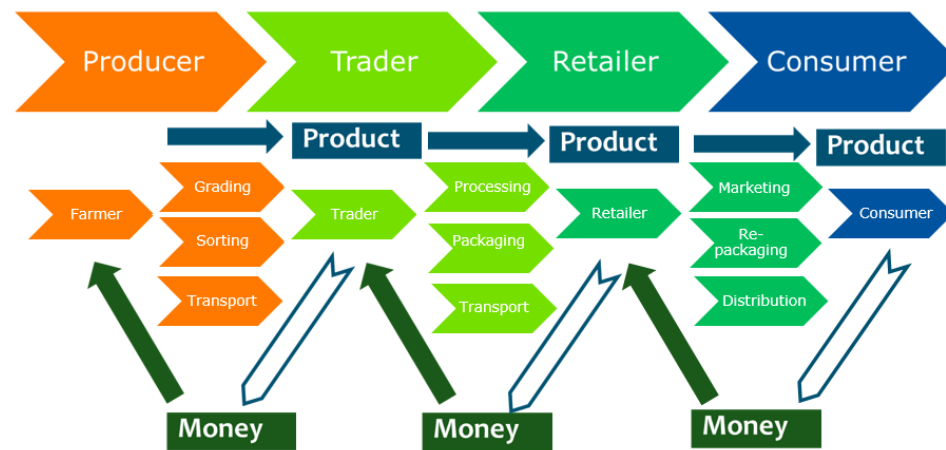 Producer
Trader
Retailer
Consumer
Product
Product
Product
Grading
Processing
Marketing
Farmer
Trader
Retailer
Consumer
Sorting
Packaging
Re-
packaging
Transport
Transport
Distribution
Money
Money
Money